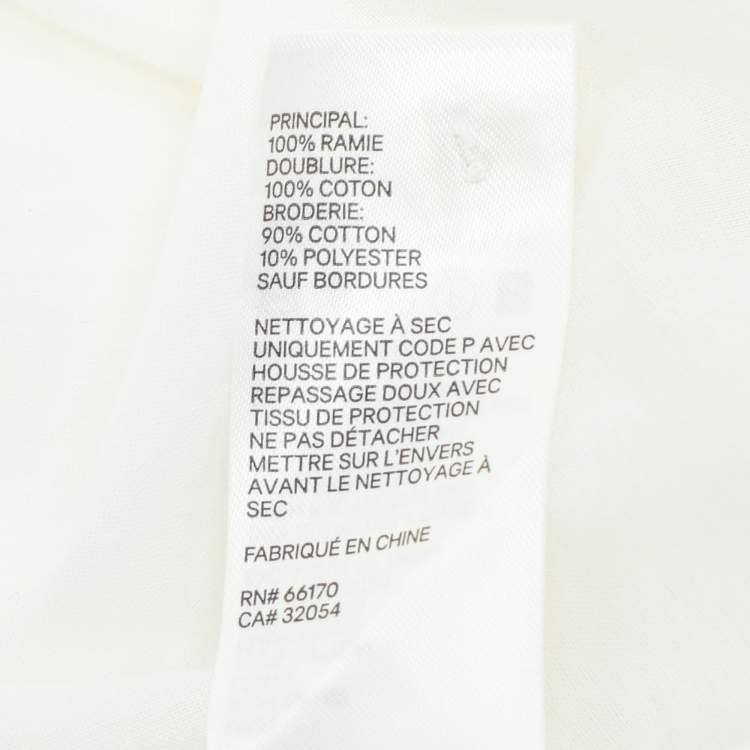 PRINCIPAL:
100% RAMIE
DOUBLURE:
100% COTON
BRODERIE:
90% COTTON
10% POLYESTER
SAUF BORDURES
NETTOYAGE À SEC
UNIQUEMENT CODE P AVEC
HOUSSE DE PROTECTION
REPASSAGE DOUX AVEC
TISSU DE PROTECTION
NE PAS DÉTACHER
METTRE SUR L'ENVERS
AVANT LE NETTOYAGE À
SEC
FABRIQUÉ EN CHINE
RN# 66170
CA# 32054